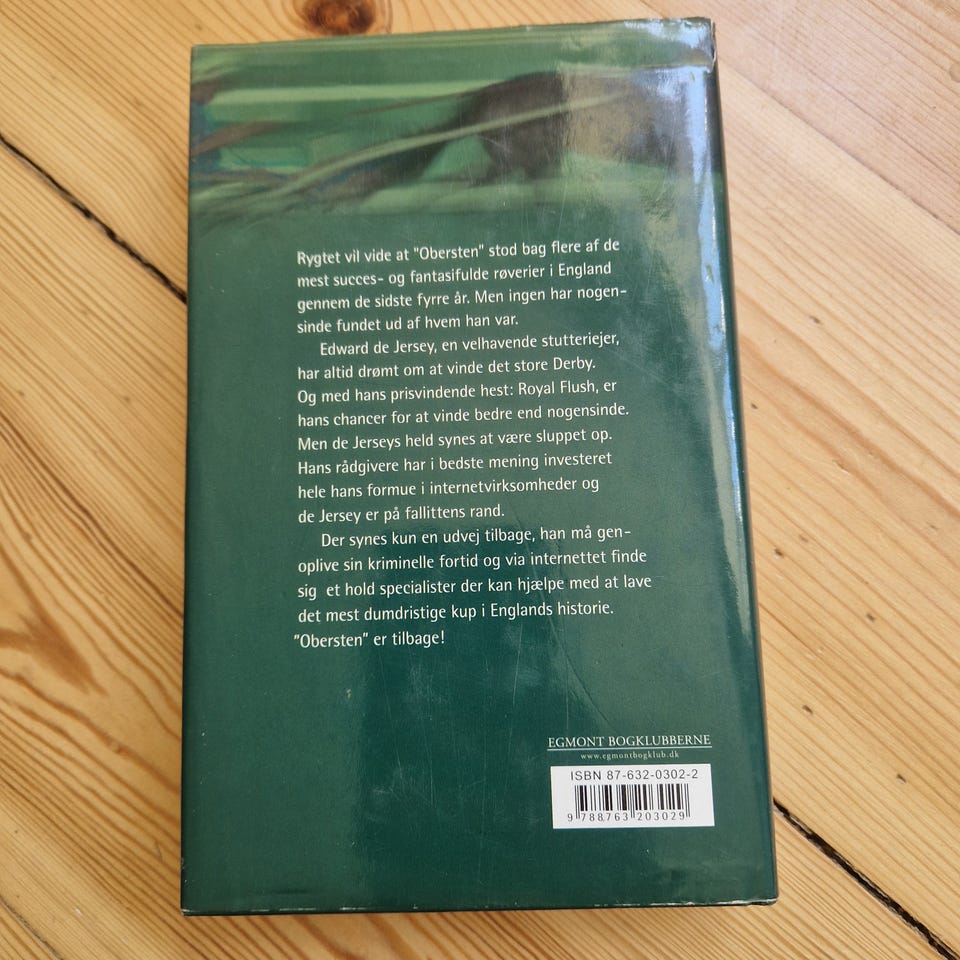 Rygtet vil vide at "Obersten" stod bag flere af de
mest succes- og fantasifulde røverier i England
gennem de sidste fyrre år. Men ingen har nogen-
sinde fundet ud af hvem han var.
Edward de Jersey, en velhavende stutteriejer,
har altid drømt om at vinde det store Derby.
Og med hans prisvindende hest: Royal Flush, er
hans chancer for at vinde bedre end nogensinde.
Men de Jerseys held synes at være sluppet op.
Hans rådgivere har i bedste mening investeret
hele hans formue i internetvirksomheder og
de Jersey er på fallittens rand.
Der synes kun en udvej tilbage, han må gen-
oplive sin kriminelle fortid og via internettet finde
sig et hold specialister der kan hjælpe med at lave
det mest dumdristige kup i Englands historie.
"Obersten" er tilbage!
EGMONT BOGKLUBBERNE
www.egmontbogklub.dk
ISBN 87-632-0302-2
9 788763 203029